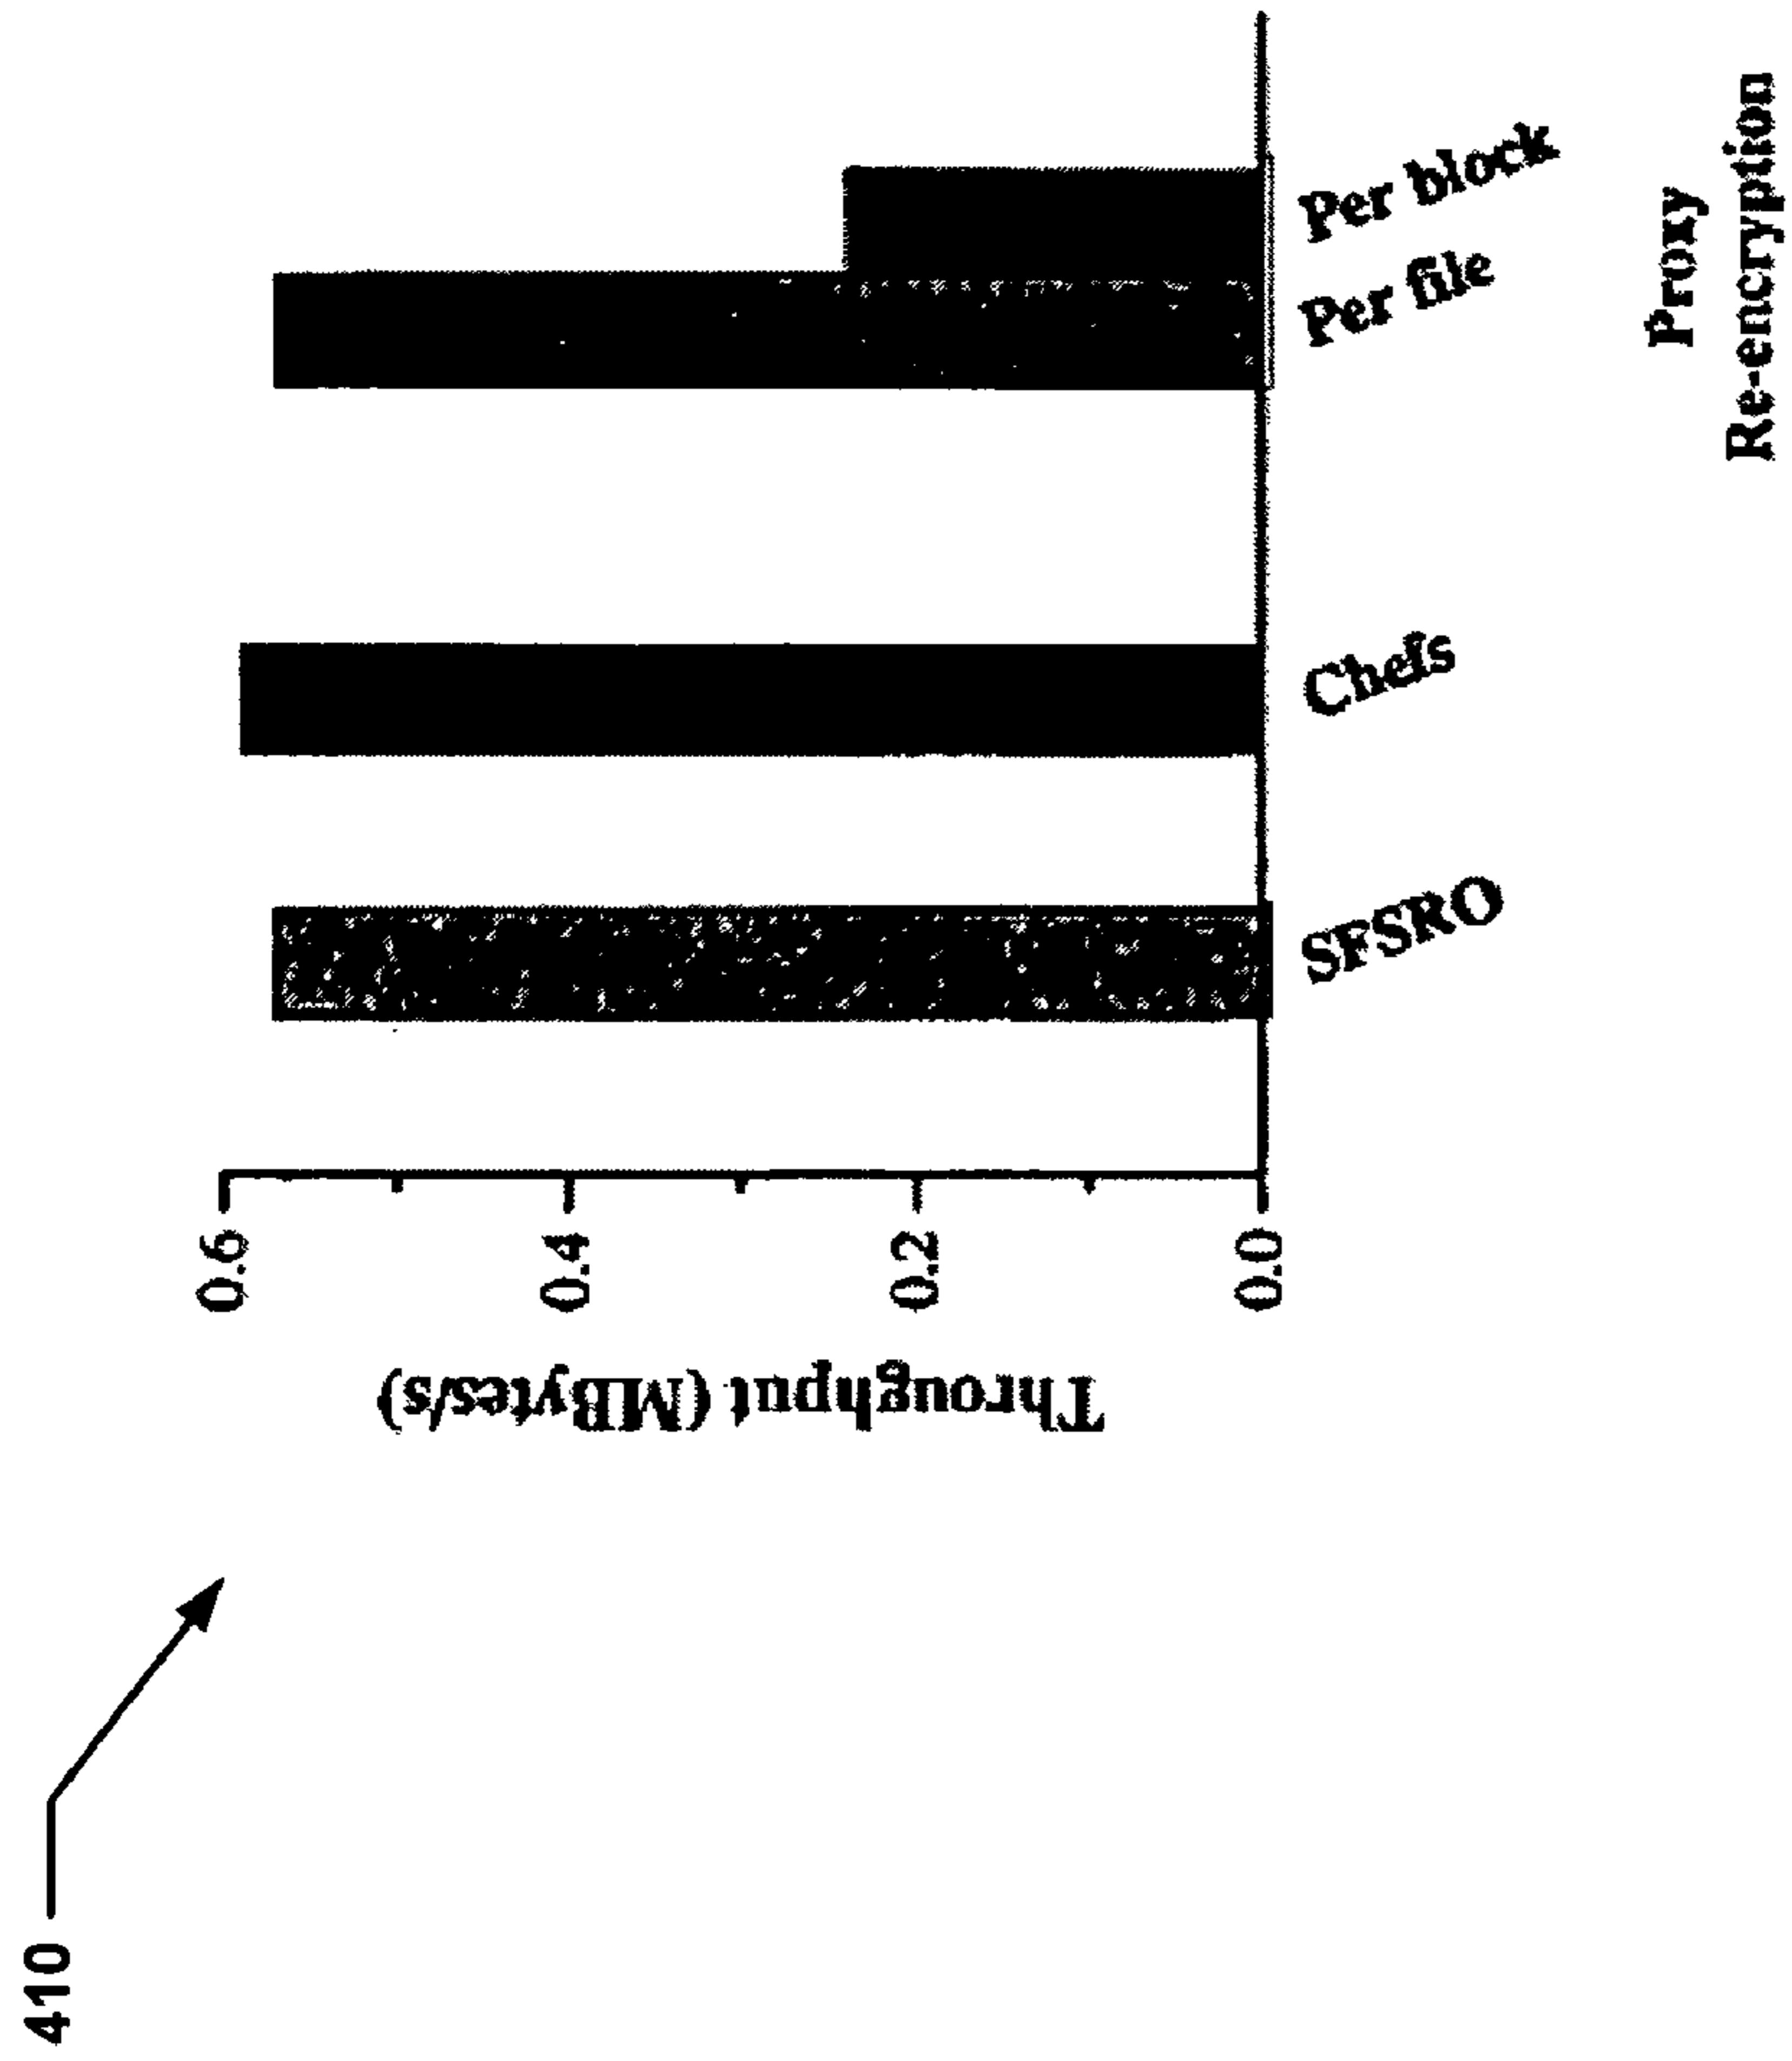 410
Throughput (MBytes/s)
0.6
0.4
0.2
0.0
SFSRO
Chefs
Per file
Per block
Proxy
Re-encryption